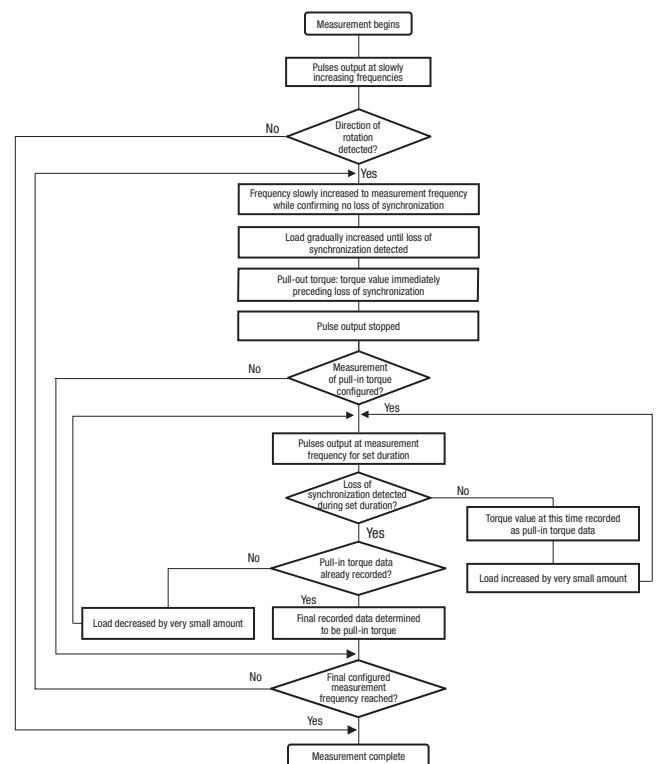 Measurement begins
Pulses output at slowly
increasing frequencies
No
Direction of
rotation
detected?
Yes
Frequency slowly increased to measurement frequency
while confirming no loss of synchronization
Load gradually increased until loss of
synchronization detected
Pull-out torque: torque value immediately
preceding loss of synchronization
Pulse output stopped
No
Measurement
of pull-in torque
configured?
Yes
Pulses output at measurement
frequency for set duration
Loss of
synchronization detected
during set duration?
No
Torque value at this time recorded
as pull-in torque data
Yes
No
Pull-in torque data
already recorded?
Load increased by very small amount
Yes
Load decreased by very small amount
Final recorded data determined
to be pull-in torque
No
Final configured
measurement
frequency reached?
Yes
Measurement complete